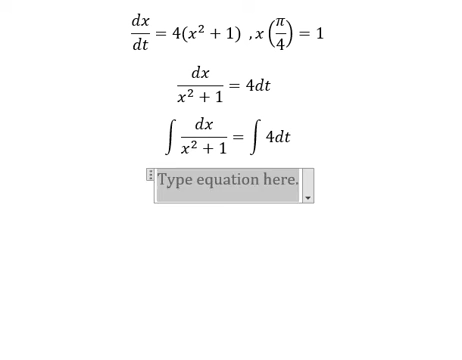 dx/dt = 4(x² + 1) , x(π/4) = 1
dx/(x² + 1) = 4dt
∫ dx/(x² + 1) = ∫ 4dt
Type equation here.